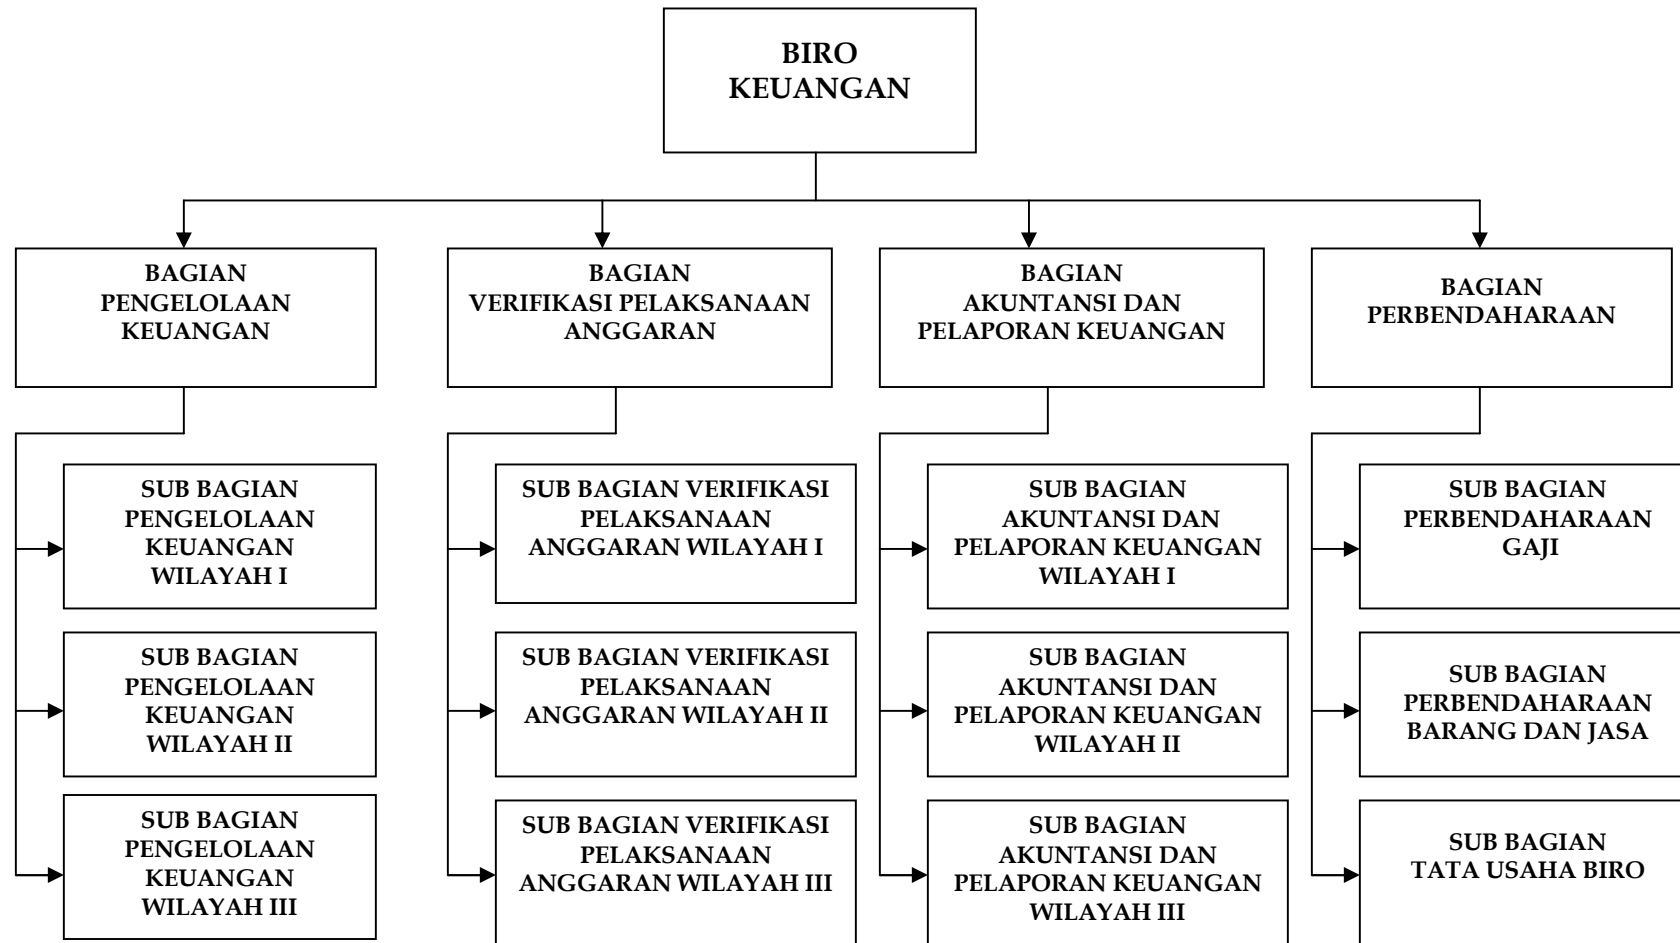 BIRO
KEUANGAN
BAGIAN
PENGELOLAAN
KEUANGAN
BAGIAN
VERIFIKASI PELAKSANAAN
ANGGARAN
BAGIAN
AKUNTANSI DAN
PELAPORAN KEUANGAN
BAGIAN
PERBENDAHARAAN
SUB BAGIAN
PENGELOLAAN
KEUANGAN
WILAYAH I
SUB BAGIAN VERIFIKASI
PELAKSANAAN
ANGGARAN WILAYAH I
SUB BAGIAN
AKUNTANSI DAN
PELAPORAN KEUANGAN
WILAYAH I
SUB BAGIAN
PERBENDAHARAAN
GAJI
SUB BAGIAN
PENGELOLAAN
KEUANGAN
WILAYAH II
SUB BAGIAN VERIFIKASI
PELAKSANAAN
ANGGARAN WILAYAH II
SUB BAGIAN
AKUNTANSI DAN
PELAPORAN KEUANGAN
WILAYAH II
SUB BAGIAN
PERBENDAHARAAN
BARANG DAN JASA
SUB BAGIAN
PENGELOLAAN
KEUANGAN
WILAYAH III
SUB BAGIAN VERIFIKASI
PELAKSANAAN
ANGGARAN WILAYAH III
SUB BAGIAN
AKUNTANSI DAN
PELAPORAN KEUANGAN
WILAYAH III
SUB BAGIAN
TATA USAHA BIRO